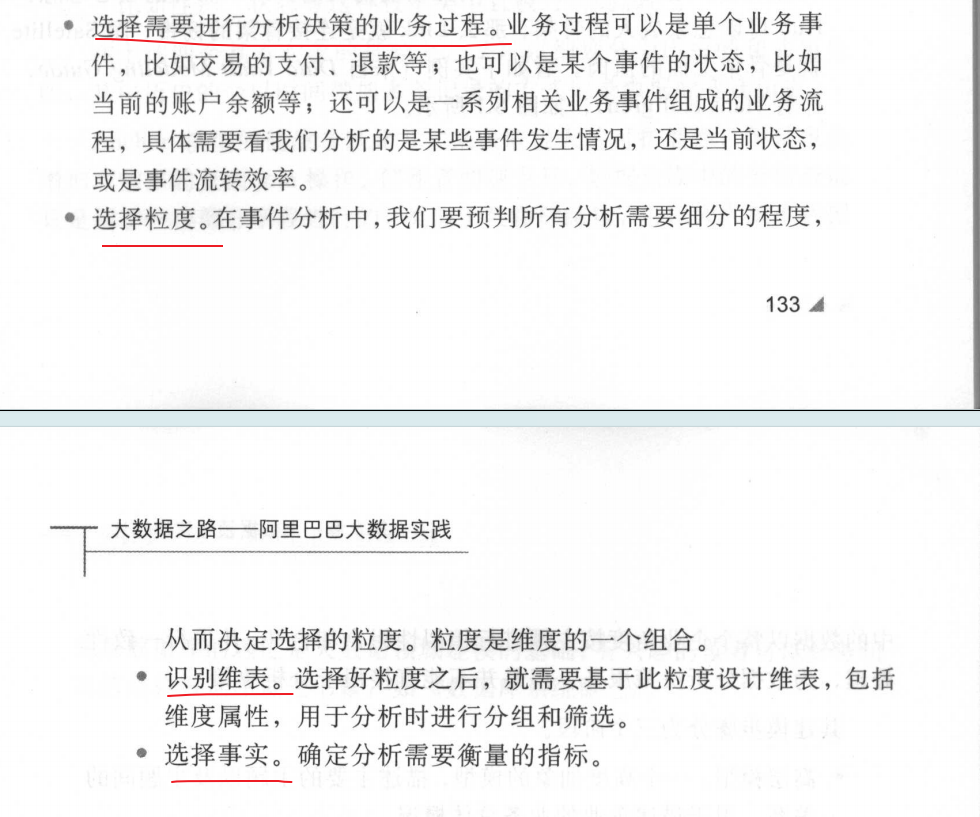 • 选择需要进行分析决策的业务过程。业务过程可以是单个业务事
件，比如交易的支付、退款等；也可以是某个事件的状态，比如
当前的账户余额等；还可以是一系列相关业务事件组成的业务流
程，具体需要看我们分析的是某些事件发生情况，还是当前状态，
或是事件流转效率。
• 选择粒度。在事件分析中，我们要预判所有分析需要细分的程度，
133
大数据之路——阿里巴巴大数据实践
从而决定选择的粒度。粒度是维度的一个组合。
• 识别维表。选择好粒度之后，就需要基于此粒度设计维表，包括
维度属性，用于分析时进行分组和筛选。
• 选择事实。确定分析需要衡量的指标。